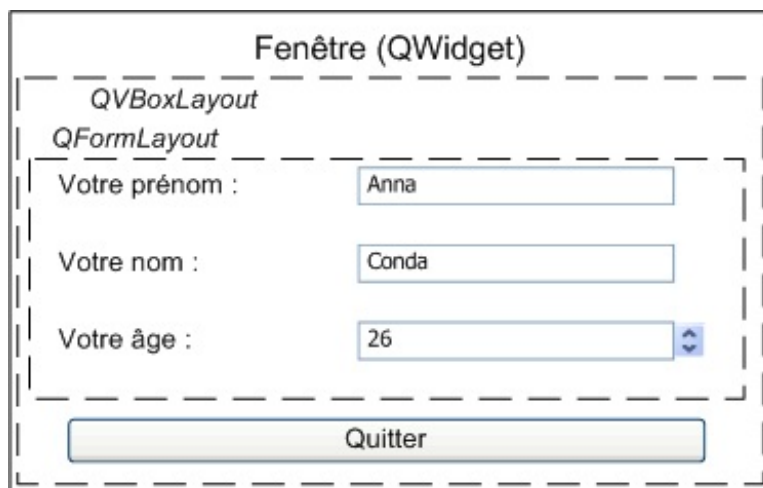 Fenêtre (QWidget)
QVBoxLayout
QFormLayout
Votre prénom : Anna
Votre nom : Conda
Votre âge : 26
Quitter